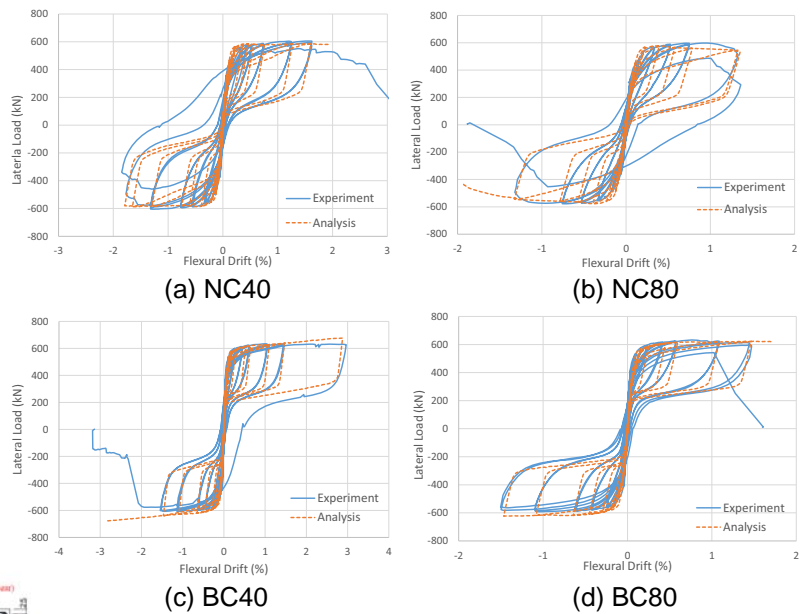 800
600
400
200
0
-200
-400
-600
-800
Laterla Load (kN)
Experiment
Analysis
-3 -2 -1 0 1 2 3
Flexural Drift (%)
(a) NC40
800
600
400
200
0
-200
-400
-600
-800
Lateral Load (kN)
Experiment
Analysis
-2 -1 0 1 2
Flexural Drift (%)
(b) NC80
800
600
400
200
0
-200
-400
-600
-800
Lateral Load (kN)
Experiment
Analysis
-4 -3 -2 -1 0 1 2 3 4
Flexural Drift (%)
(c) BC40
800
600
400
200
0
-200
-400
-600
-800
Lateral Load (kN)
Experiment
Analysis
-2 -1 0 1 2
Flexural Drift (%)
(d) BC80